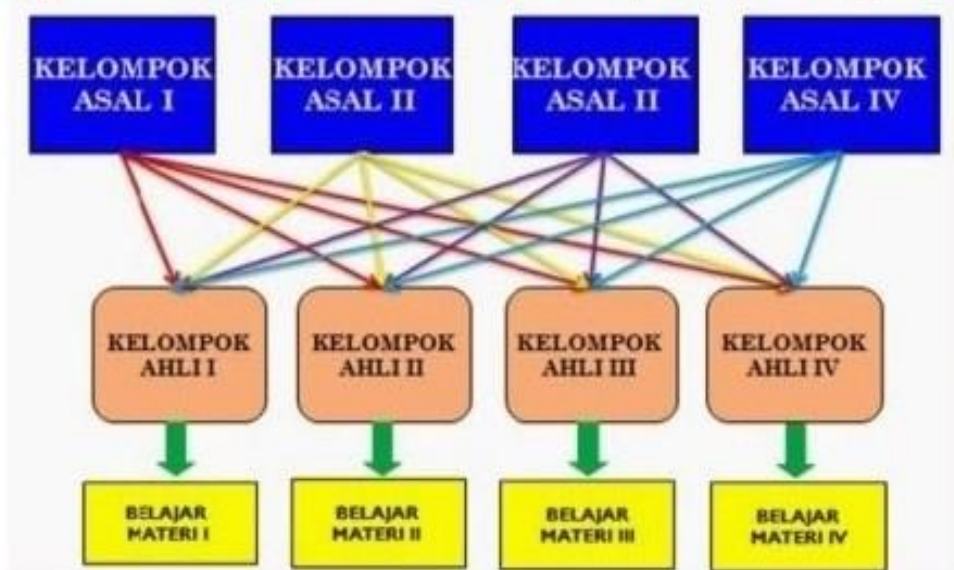 KELOMPOK
ASAL I
KELOMPOK
ASAL II
KELOMPOK
ASAL II
KELOMPOK
ASAL IV
KELOMPOK
AHLI I
KELOMPOK
AHLI II
KELOMPOK
AHLI III
KELOMPOK
AHLI IV
BELAJAR
MATERI I
BELAJAR
MATERI II
BELAJAR
MATERI III
BELAJAR
MATERI IV